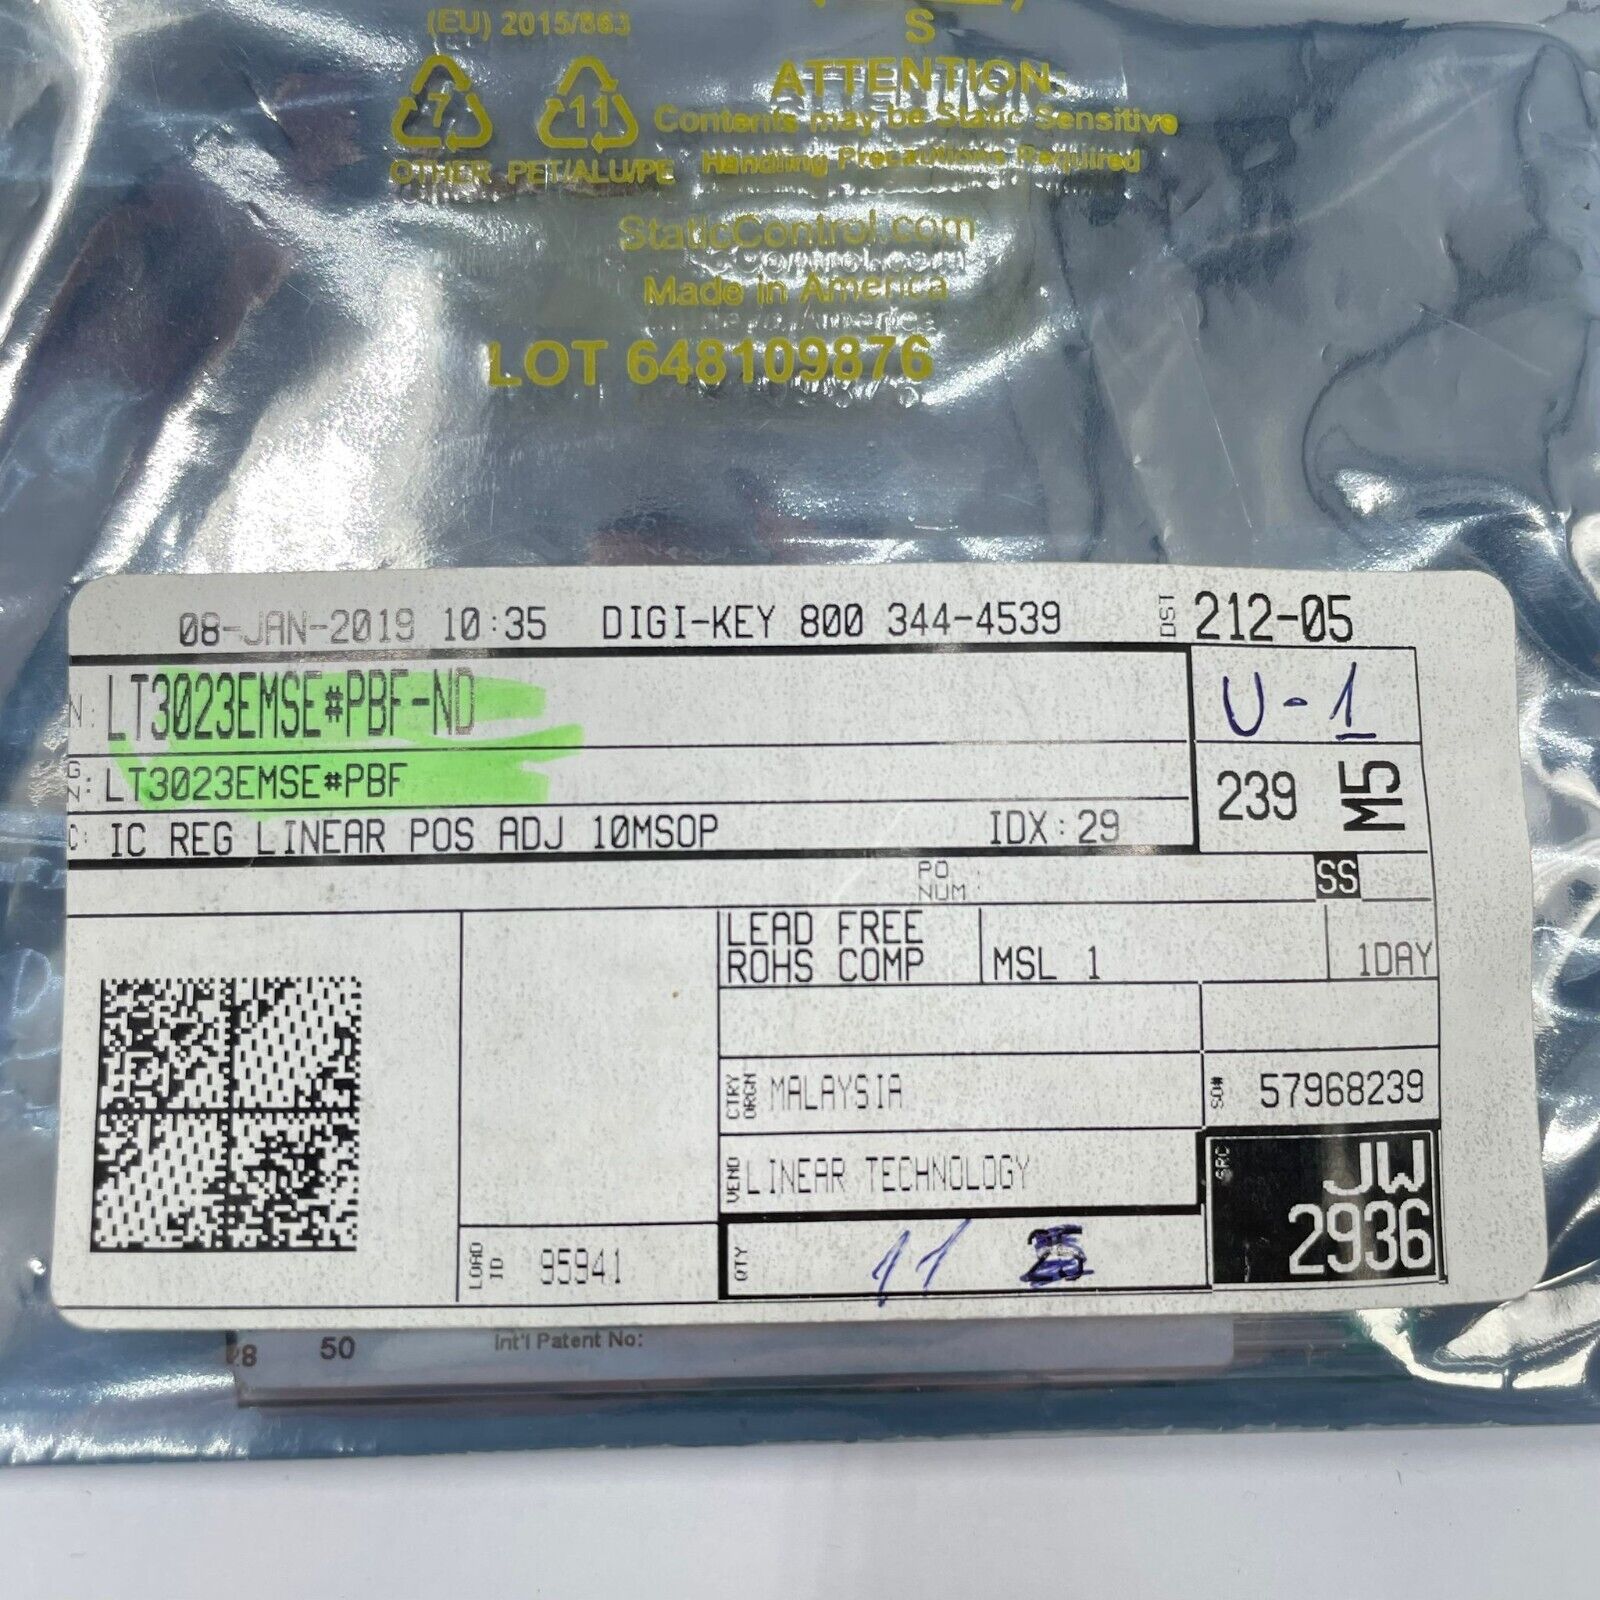 (EU) 2015/863
S
7
11
OTHER PET/ALU/PE
ATTENTION
Contents may be Static Sensitive
Handling Precautions Required
StaticControl.com
Made in America
LOT 648109876
08-JAN-2019 10:35 DIGI-KEY 800 344-4539 DST 212-05
N: LT3023EMSE#PBF-ND
U-1
G N: LT3023EMSE#PBF
239 M5
C: IC REG LINEAR POS ADJ 10MSOP IDX: 29
PO NUM
SS
LEAD FREE
ROHS COMP
MSL 1
1DAY
CTRY ORGN MALAYSIA
SO# 57968239
VEND LINEAR TECHNOLOGY
SRC JW
2936
LOAD ID 95941
QTY 11 25
50
Int'l Patent No: